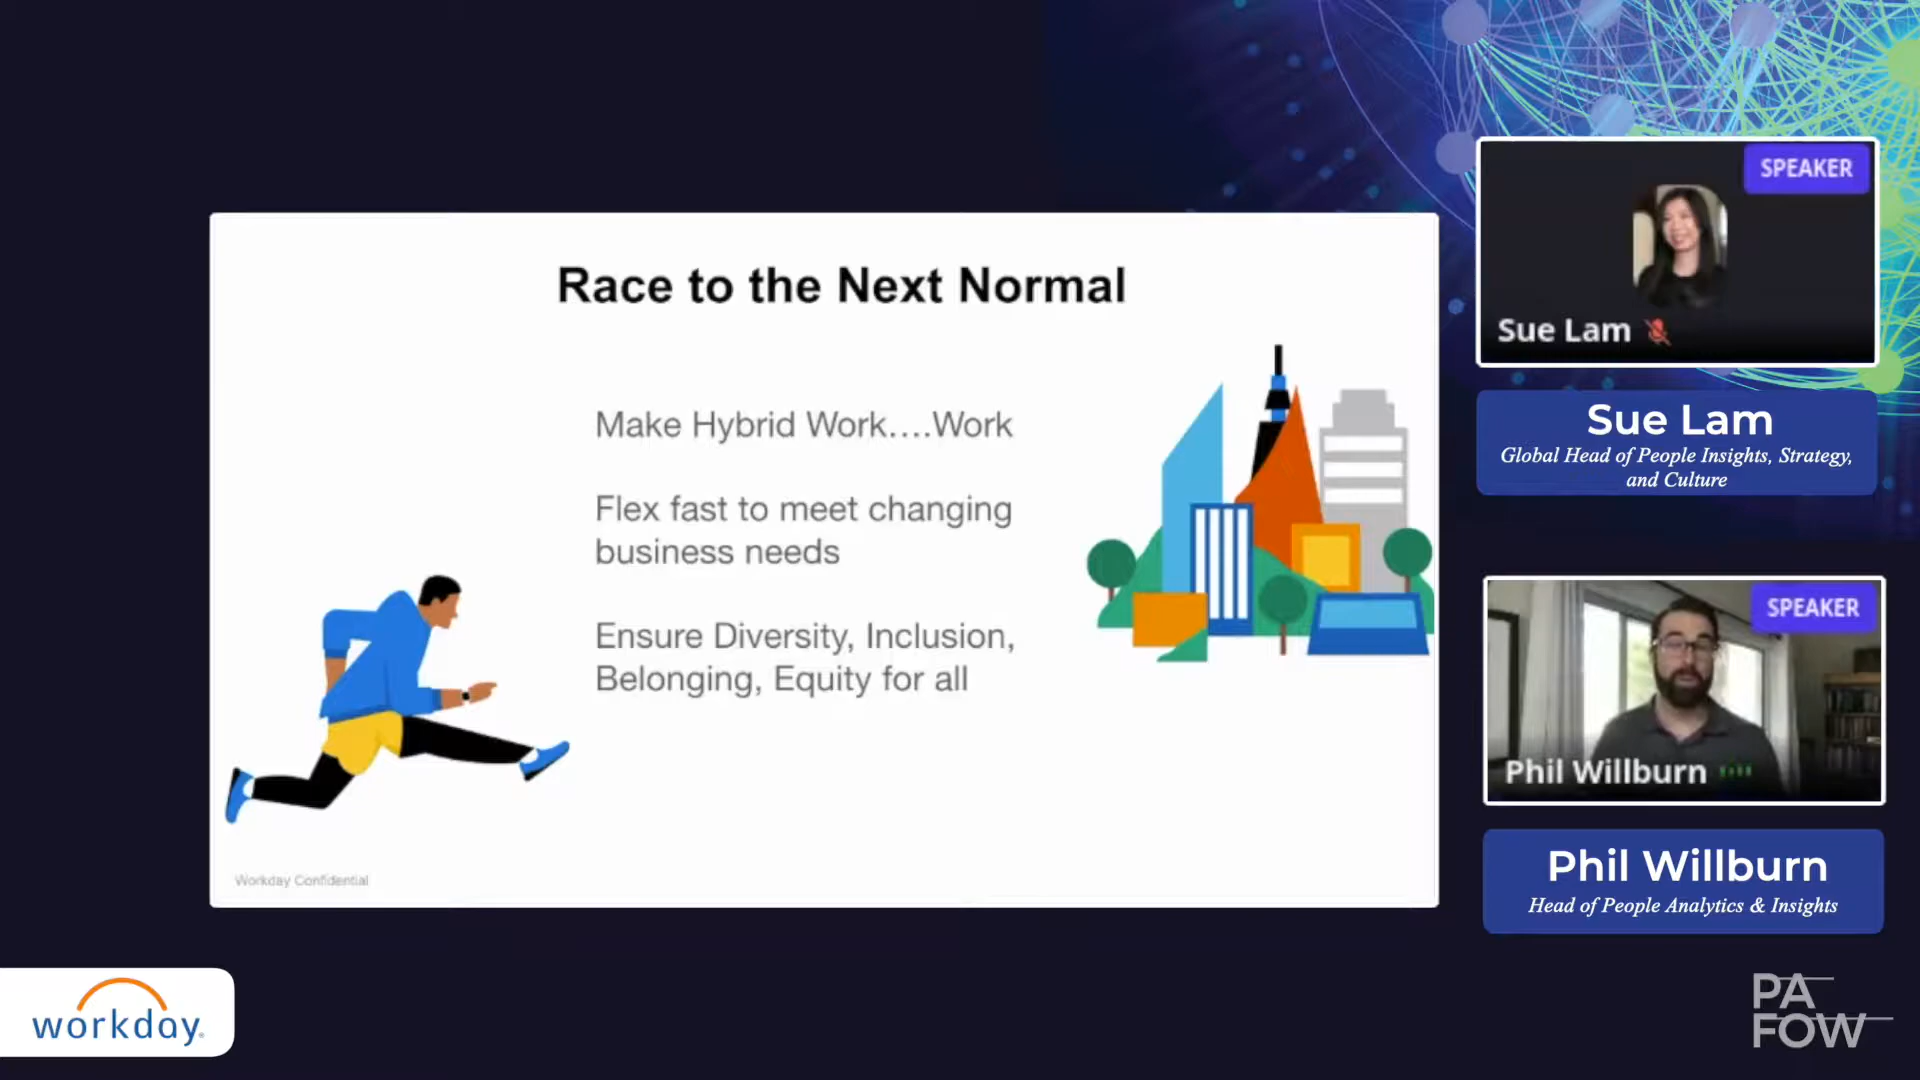 Race to the Next Normal
Make Hybrid Work....Work
Flex fast to meet changing
business needs
Ensure Diversity, Inclusion,
Belonging, Equity for all
Workday Confidential
SPEAKER
Sue Lam
Sue Lam
Global Head of People Insights, Strategy,
and Culture
SPEAKER
Phil Willburn
Phil Willburn
Head of People Analytics & Insights
workday.
PA
FOW